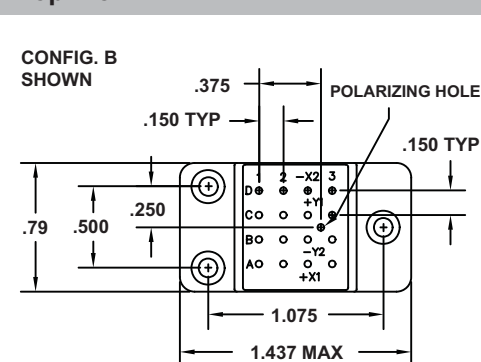 CONFIG. B
SHOWN
.375
POLARIZING HOLE
.150 TYP
.150 TYP
1 2 -X2 3
D
+Y1
C
.250
.79
.500
B
-Y2
A
+X1
1.075
1.437 MAX